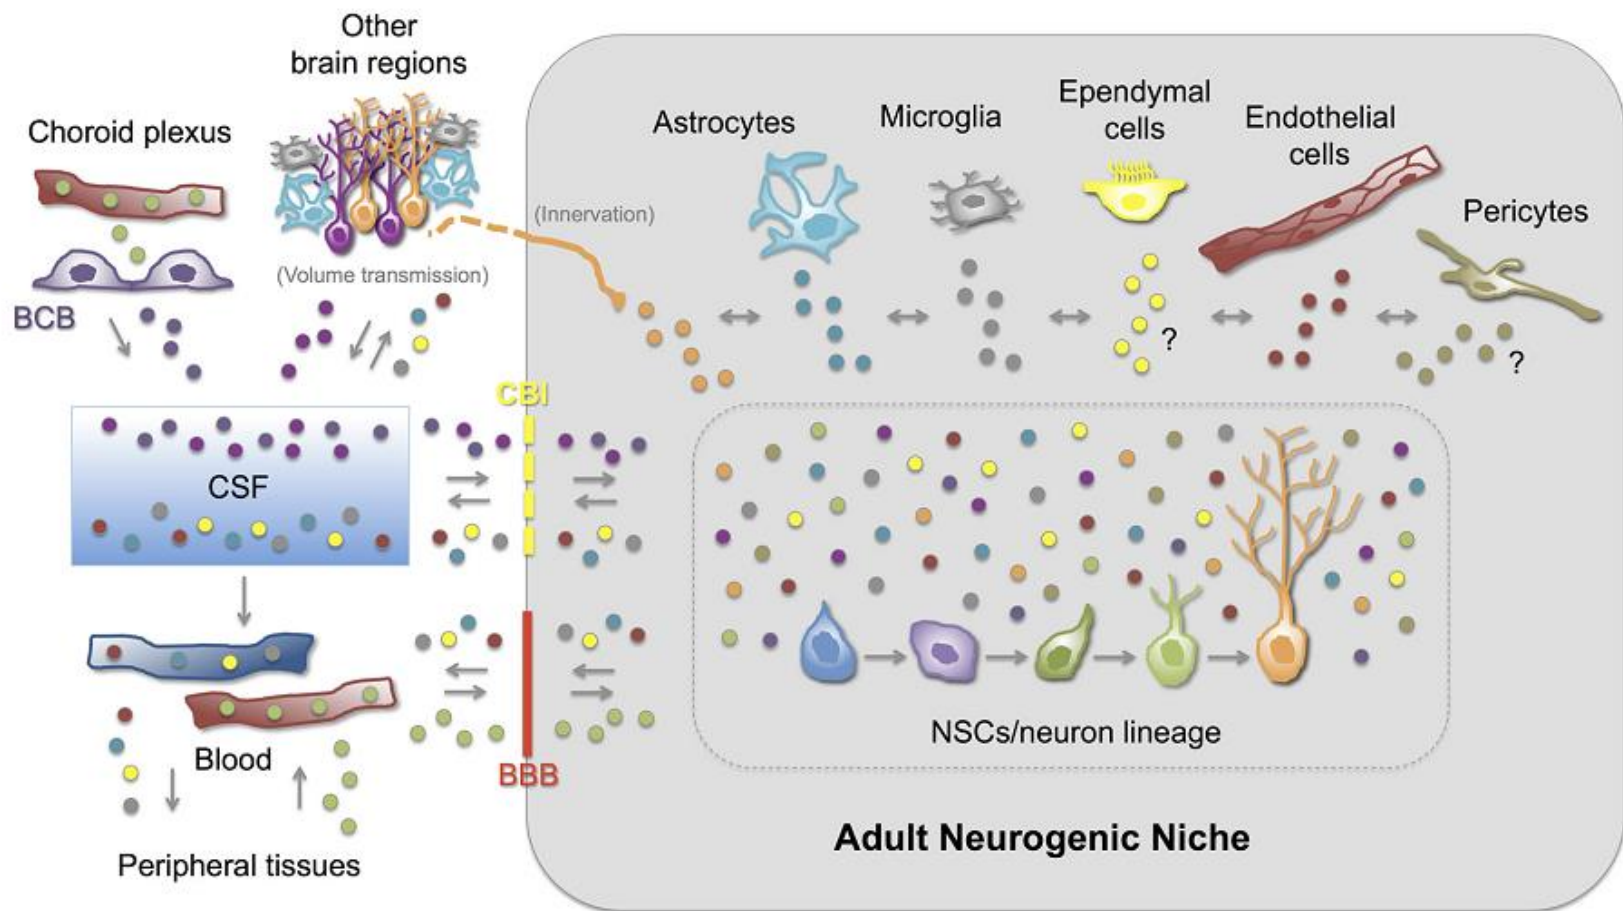 Other
brain regions
Choroid plexus
Astrocytes
Microglia
Ependymal
cells
Endothelial
cells
Pericytes
(Innervation)
(Volume transmission)
BCB
?
?
CBI
CSF
NSCs/neuron lineage
Blood
BBB
Adult Neurogenic Niche
Peripheral tissues